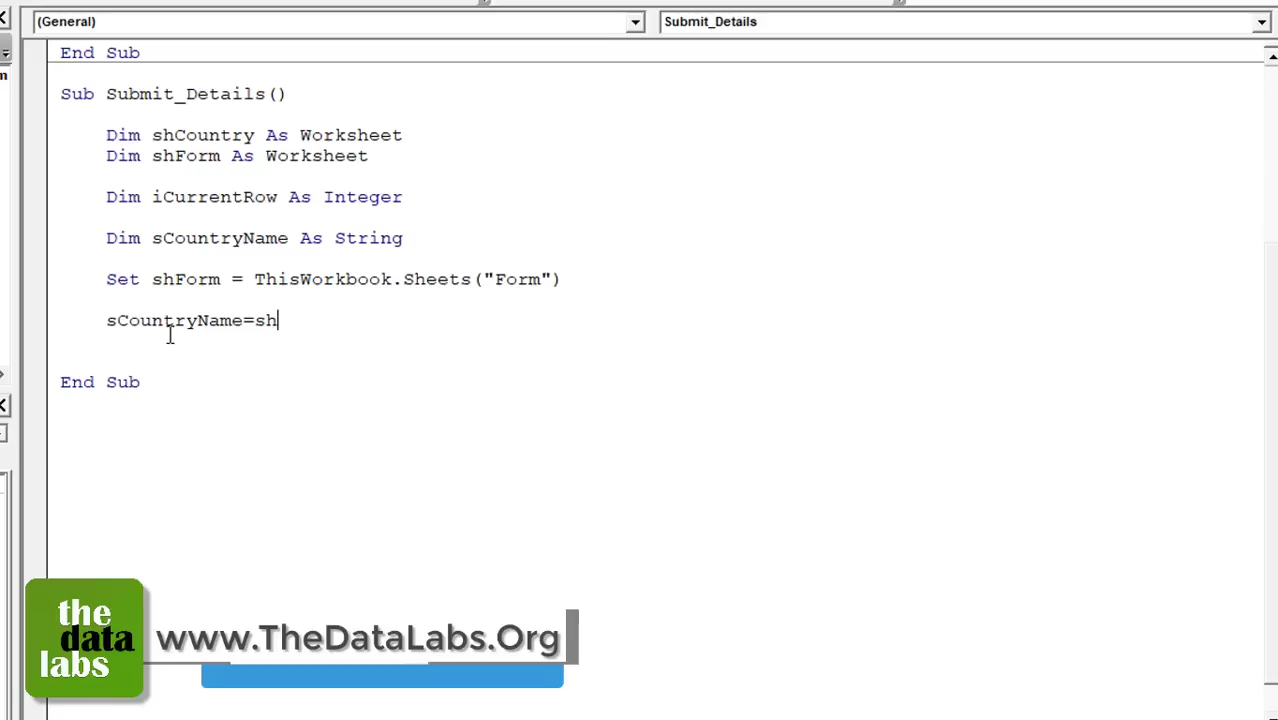 (General)
Submit_Details
End Sub
Sub Submit_Details()
Dim shCountry As Worksheet
Dim shForm As Worksheet
Dim iCurrentRow As Integer
Dim sCountryName As String
Set shForm = ThisWorkbook.Sheets("Form")
sCountryName=sh
End Sub
the
data
labs
www.TheDataLabs.Org